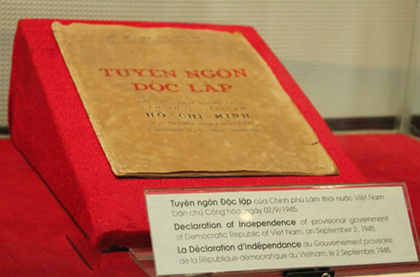 TUYÊN NGÔN
ĐỘC LẬP
HỒ-CHÍ-MINH
Tuyên ngôn Độc lập của Chính phủ Lâm thời nước Việt Nam
Dân chủ Cộng hòa, ngày 02/9/1945.
Declaration of Independence of provisional government
of Democratic Republic of Viet Nam, on September 2, 1945.
La Déclaration d'Indépendance du Gouvernement provisoire
de la République démocratique du Vietnam, le 2 Septembre 1945.